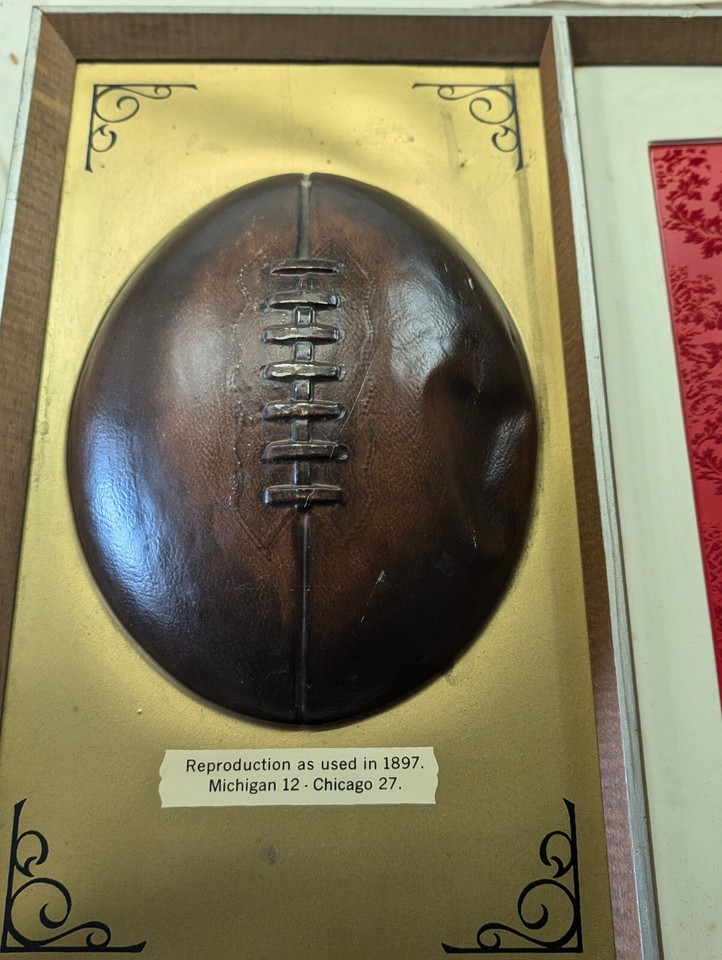 Reproduction as used in 1897.
Michigan 12 - Chicago 27.